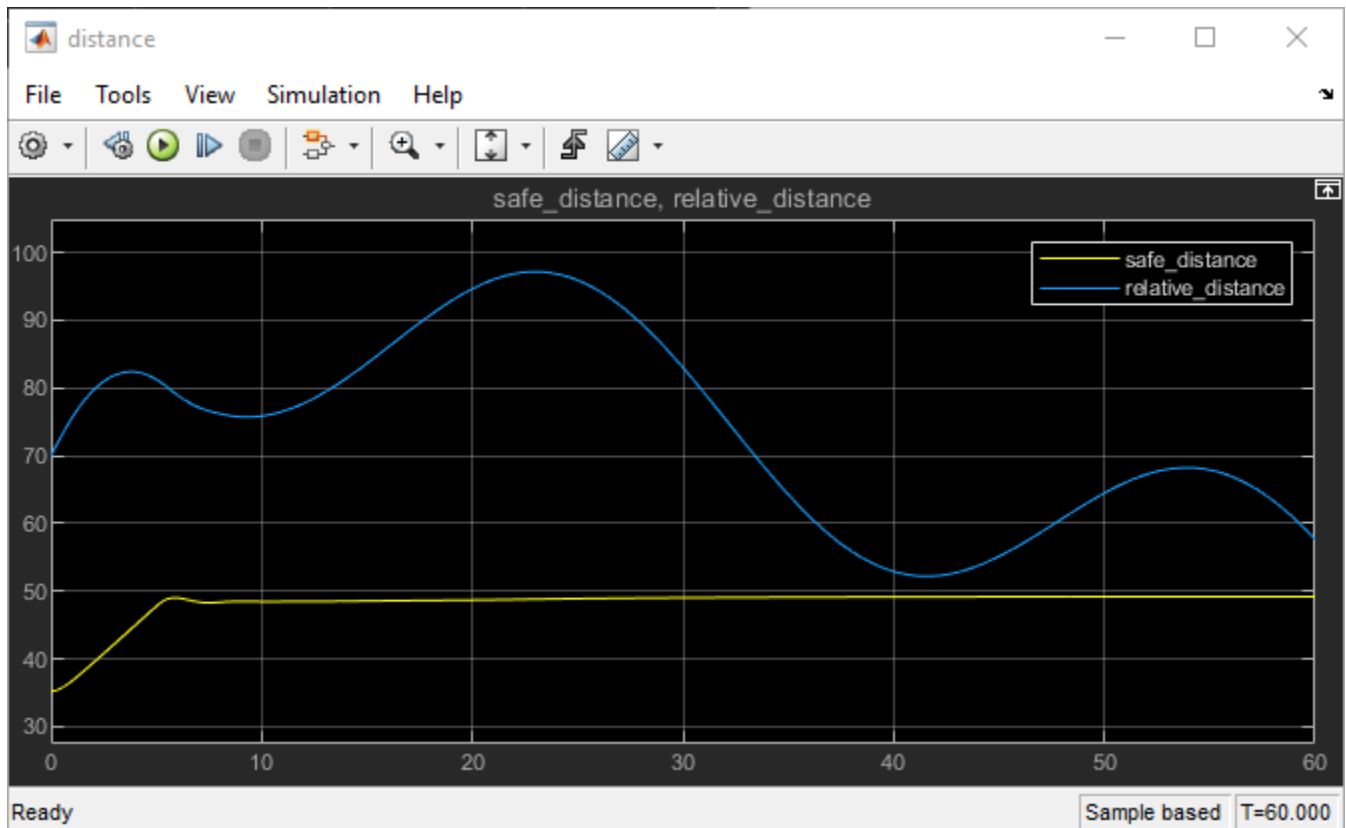 distance
File Tools View Simulation Help
safe_distance, relative_distance
safe_distance
relative_distance
100
90
80
70
60
50
40
30
0 10 20 30 40 50 60
Ready Sample based T=60.000